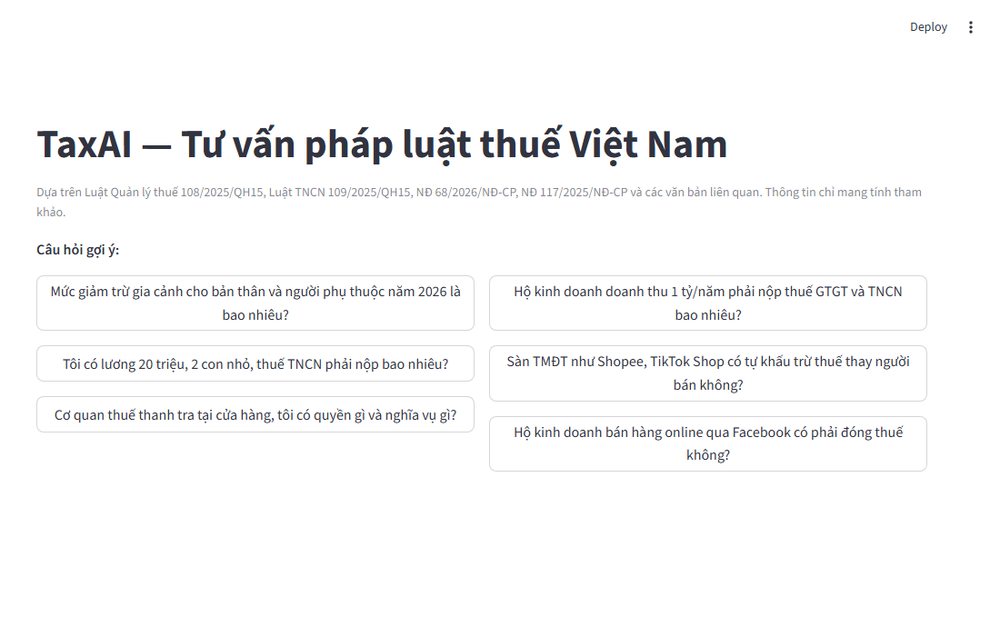 Deploy
TaxAI — Tư vấn pháp luật thuế Việt Nam
Dựa trên Luật Quản lý thuế 108/2025/QH15, Luật TNCN 109/2025/QH15, NĐ 68/2026/NĐ-CP, NĐ 117/2025/NĐ-CP và các văn bản liên quan. Thông tin chỉ mang tính tham
khảo.
Câu hỏi gợi ý:
Mức giảm trừ gia cảnh cho bản thân và người phụ thuộc năm 2026 là
bao nhiêu?
Hộ kinh doanh doanh thu 1 tỷ/năm phải nộp thuế GTGT và TNCN
bao nhiêu?
Tôi có lương 20 triệu, 2 con nhỏ, thuế TNCN phải nộp bao nhiêu?
Sàn TMĐT như Shopee, TikTok Shop có tự khấu trừ thuế thay người
bán không?
Cơ quan thuế thanh tra tại cửa hàng, tôi có quyền gì và nghĩa vụ gì?
Hộ kinh doanh bán hàng online qua Facebook có phải đóng thuế
không?